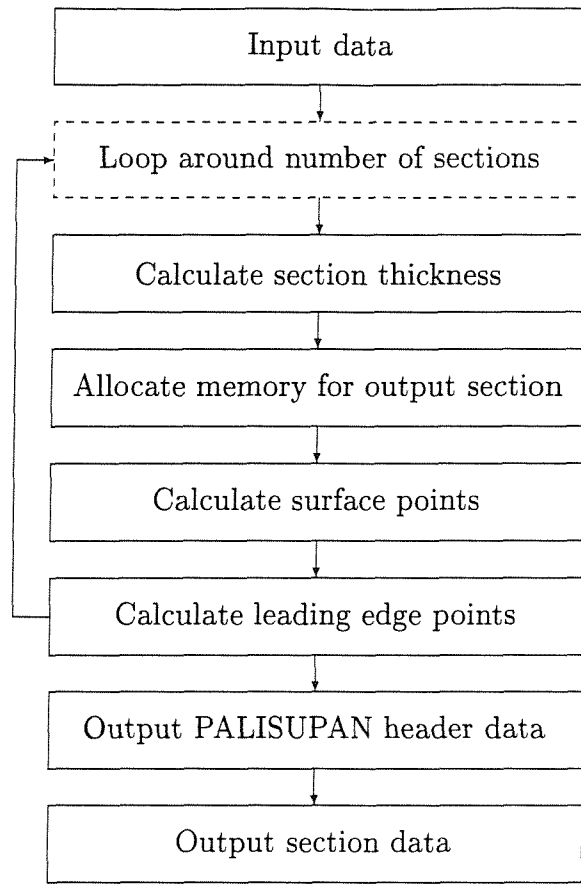 Input data
Loop around number of sections
Calculate section thickness
Allocate memory for output section
Calculate surface points
Calculate leading edge points
Output PALISUPAN header data
Output section data